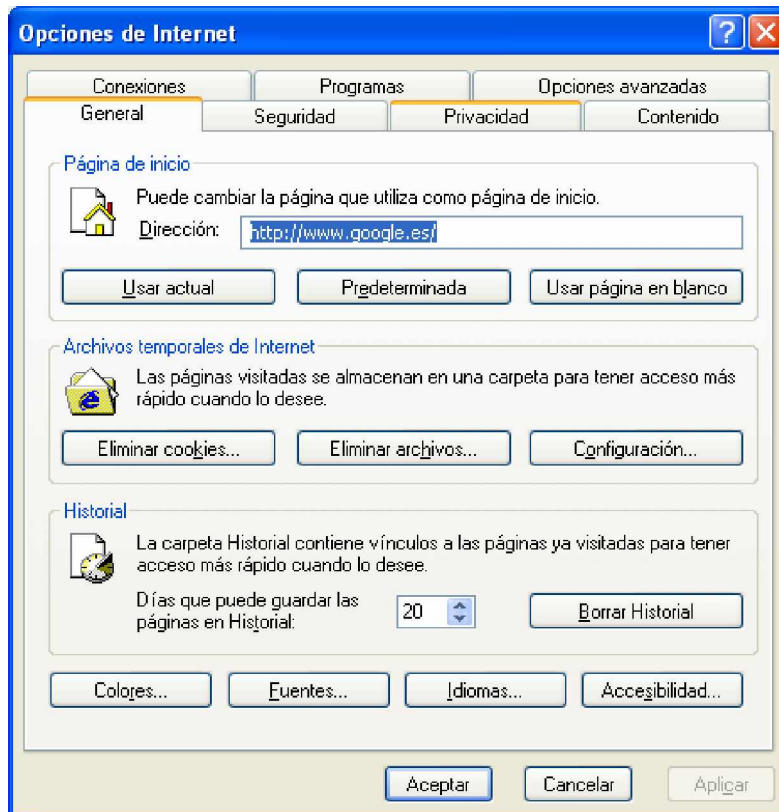 Opciones de Internet
Conexiones
Programas
Opciones avanzadas
General
Seguridad
Privacidad
Contenido
Página de inicio
Puede cambiar la página que utiliza como página de inicio.
Dirección:
http://www.google.es/
Usar actual
Predeterminada
Usar página en blanco
Archivos temporales de Internet
Las páginas visitadas se almacenan en una carpeta para tener acceso más
rápido cuando lo desee.
Eliminar cookies...
Eliminar archivos...
Configuración...
Historial
La carpeta Historial contiene vínculos a las páginas ya visitadas para tener
acceso más rápido cuando lo desee.
Días que puede guardar las
páginas en Historial:
20
Borrar Historial
Colores...
Fuentes...
Idiomas...
Accesibilidad...
Aceptar
Cancelar
Aplicar